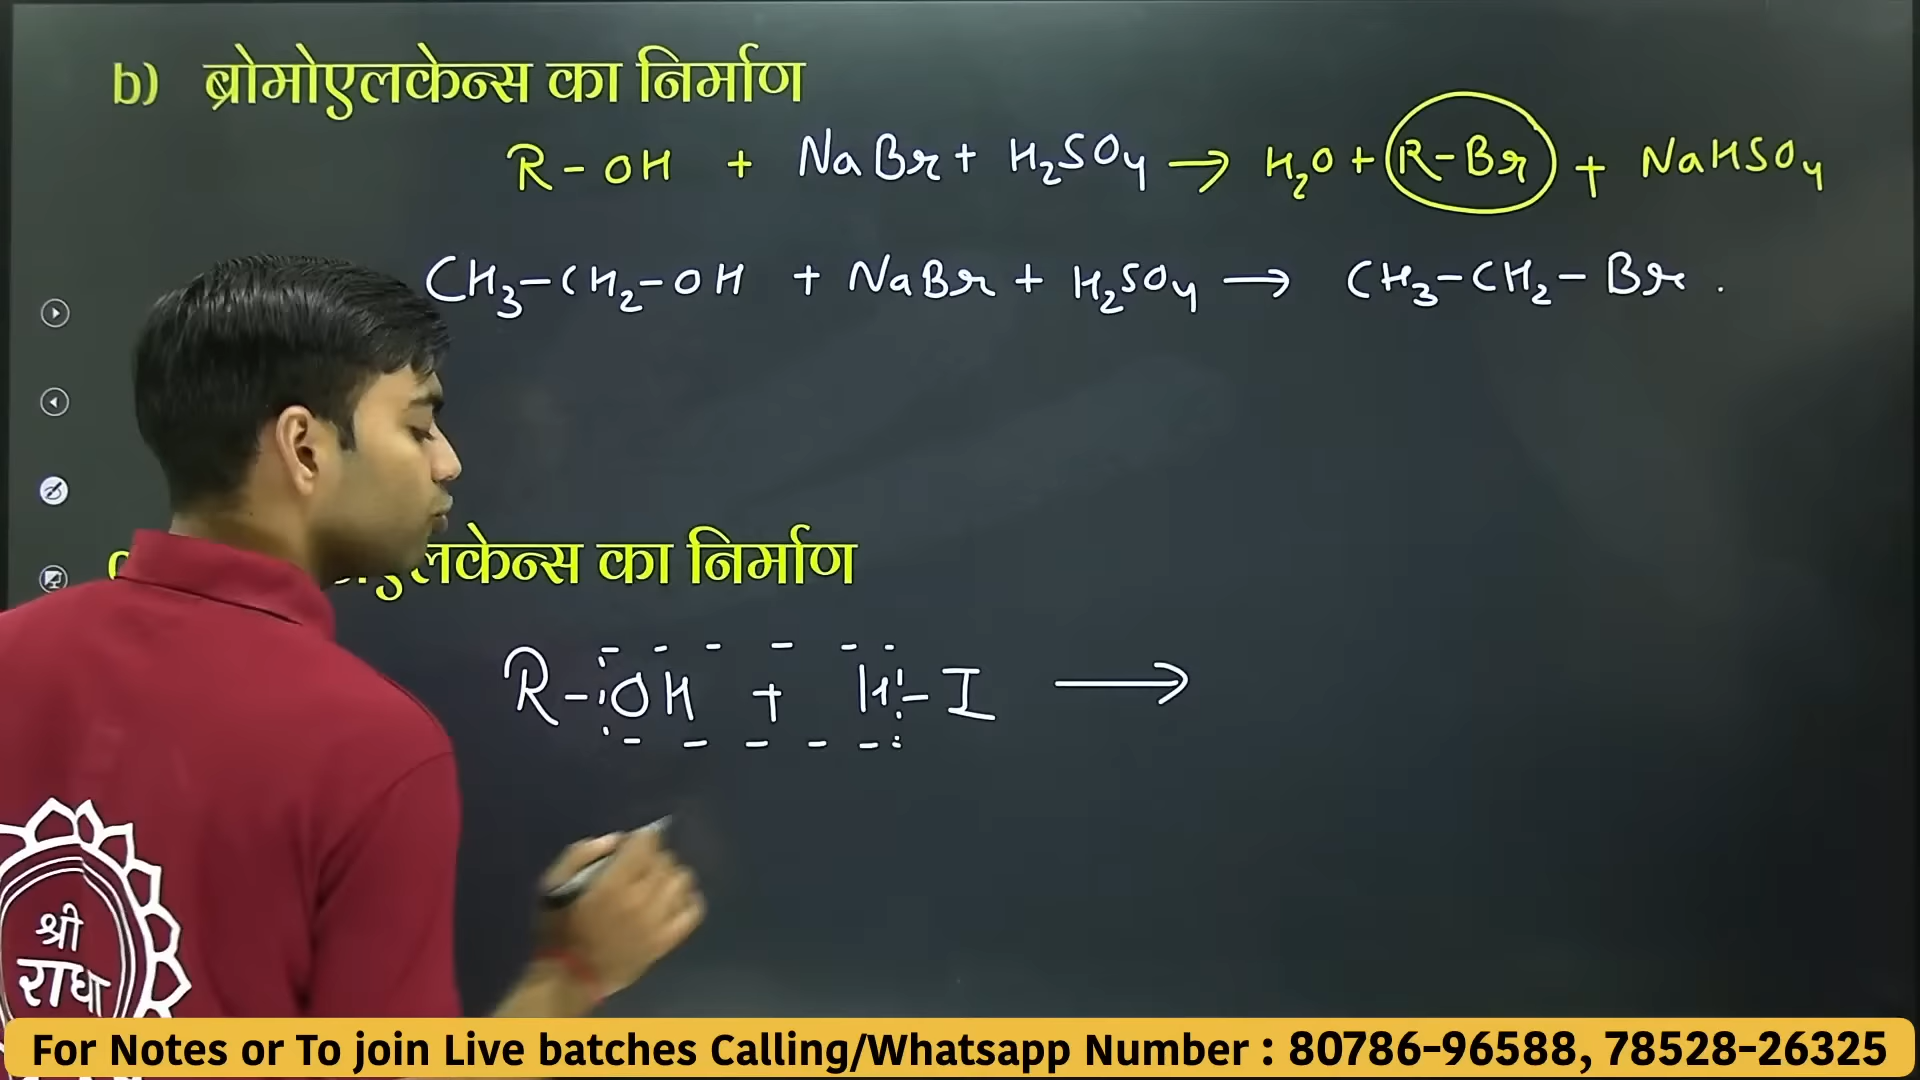 b) ब्रोमोएलकेन्स का निर्माण
R-OH + NaBr + H₂SO₄ → H₂O + R-Br + NaHSO₄
CH₃-CH₂-OH + NaBr + H₂SO₄ → CH₃-CH₂-Br .
का निर्माण
R-OH + H-I →
श्री
राधा
For Notes or To join Live batches Calling/Whatsapp Number : 80786-96588, 78528-26325